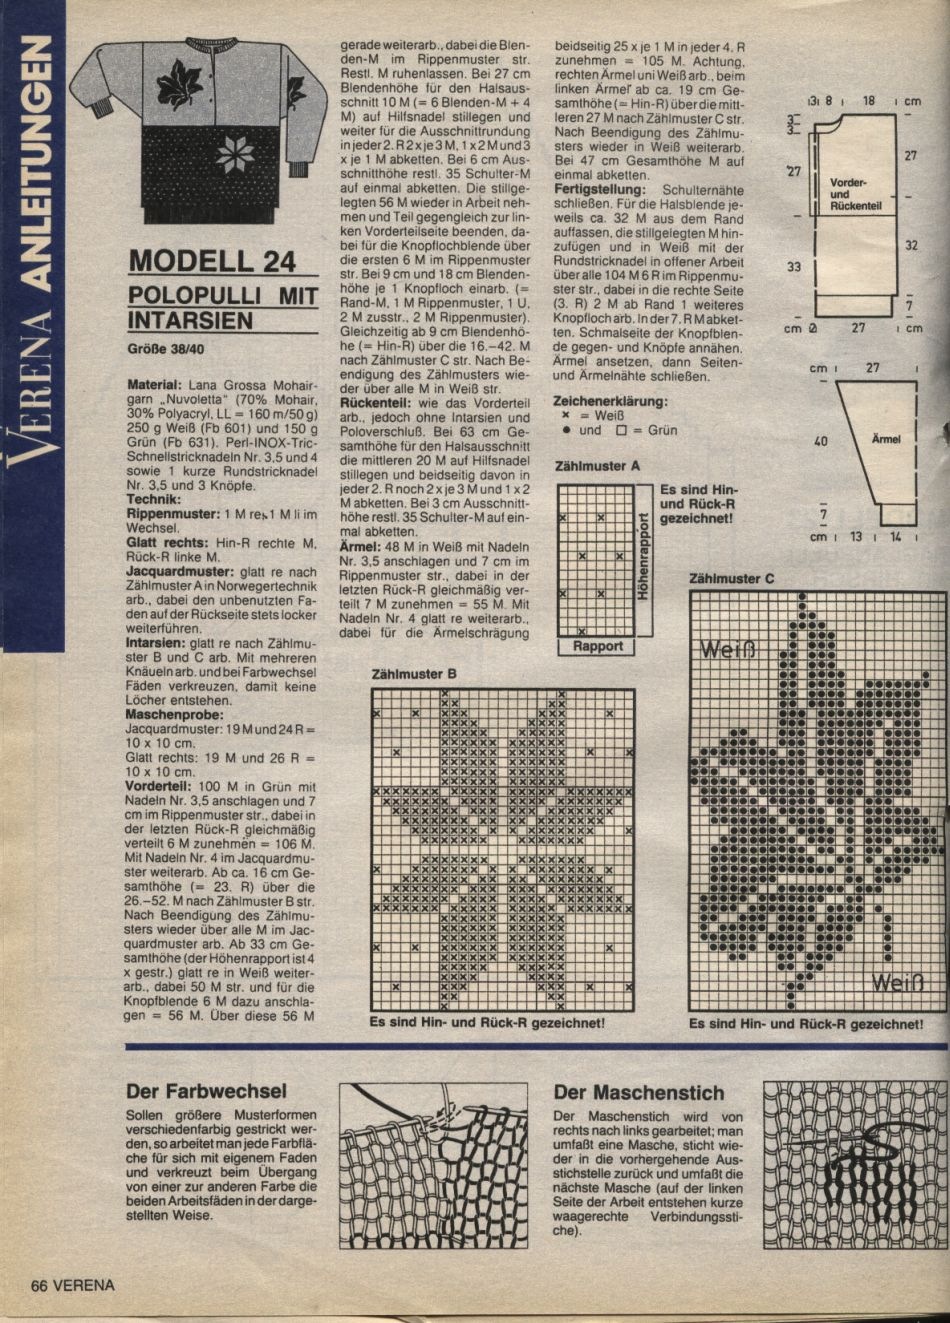 VERENA ANLEITUNGEN
MODELL 24
POLOPULLI MIT
INTARSIEN
Größe 38/40
Material: Lana Grossa Mohair-
garn „Nuvoletta" (70% Mohair,
30% Polyacryl, LL = 160 m/50 g)
250 g Weiß (Fb 601) und 150 g
Grün (Fb 631). Perl-INOX-Tric-
Schnellstricknadeln Nr. 3,5 und 4
sowie 1 kurze Rundstricknadel
Nr. 3,5 und 3 Knöpfe.
Technik:
Rippenmuster: 1 M re, 1 M li im
Wechsel.
Glatt rechts: Hin-R rechte M,
Rück-R linke M.
Jacquardmuster: glatt re nach
Zählmuster A in Norwegertechnik
arb., dabei den unbenutzten Fa-
den auf der Rückseite stets locker
weiterführen.
Intarsien: glatt re nach Zählmu-
ster B und C arb. Mit mehreren
Knäueln arb. und bei Farbwechsel
Fäden verkreuzen, damit keine
Löcher entstehen.
Maschenprobe:
Jacquardmuster: 19 M und 24 R =
10 x 10 cm.
Glatt rechts: 19 M und 26 R =
10 x 10 cm.
Vorderteil: 100 M in Grün mit
Nadeln Nr. 3,5 anschlagen und 7
cm im Rippenmuster str., dabei in
der letzten Rück-R gleichmäßig
verteilt 6 M zunehmen = 106 M.
Mit Nadeln Nr. 4 im Jacquardmu-
ster weiterarb. Ab ca. 16 cm Ge-
samthöhe (= 23. R) über die
26.–52. M nach Zählmuster B str.
Nach Beendigung des Zählmu-
sters wieder über alle M im Jac-
quardmuster arb. Ab 33 cm Ge-
samthöhe (der Höhenrapport ist 4
x gestr.) glatt re in Weiß weiter-
arb., dabei 50 M str. und für die
Knopfblende 6 M dazu anschla-
gen = 56 M. Über diese 56 M
gerade weiterarb., dabei die Blen-
den-M im Rippenmuster str.
Restl. M ruhenlassen. Bei 27 cm
Blendenhöhe für den Halsaus-
schnitt 10 M (= 6 Blenden-M + 4
M) auf Hilfsnadel stillegen und
weiter für die Ausschnittrundung
in jeder 2. R 2 x je 3 M, 1 x 2 M und 3
x je 1 M abketten. Bei 6 cm Aus-
schnitthöhe restl. 35 Schulter-M
auf einmal abketten. Die stillge-
legten 56 M wieder in Arbeit neh-
men und Teil gegengleich zur lin-
ken Vorderteilseite beenden, da-
bei für die Knopflochblende über
die ersten 6 M im Rippenmuster
str. Bei 9 cm und 18 cm Blenden-
höhe je 1 Knopfloch einarb. (=
Rand-M, 1 M Rippenmuster, 1 U,
2 M zusstr., 2 M Rippenmuster).
Gleichzeitig ab 9 cm Blendenhö-
he (= Hin-R) über die 16.–42. M
nach Zählmuster C str. Nach Be-
endigung des Zählmusters wie-
der über alle M in Weiß str.
Rückenteil: wie das Vorderteil
arb., jedoch ohne Intarsien und
Poloverschluß. Bei 63 cm Ge-
samthöhe für den Halsausschnitt
die mittleren 20 M auf Hilfsnadel
stillegen und beidseitig davon in
jeder 2. R noch 2 x je 3 M und 1 x 2
M abketten. Bei 3 cm Ausschnitt-
höhe restl. 35 Schulter-M auf ein-
mal abketten.
Ärmel: 48 M in Weiß mit Nadeln
Nr. 3,5 anschlagen und 7 cm im
Rippenmuster str., dabei in der
letzten Rück-R gleichmäßig ver-
teilt 7 M zunehmen = 55 M. Mit
Nadeln Nr. 4 glatt re weiterarb.,
dabei für die Ärmelschrägung
beidseitig 25 x je 1 M in jeder 4. R
zunehmen = 105 M. Achtung,
rechten Ärmel uni Weiß arb., beim
linken Ärmel ab ca. 19 cm Ge-
samthöhe (= Hin-R) über die mitt-
leren 27 M nach Zählmuster C str.
Nach Beendigung des Zählmu-
sters wieder in Weiß weiterarb.
Bei 47 cm Gesamthöhe M auf
einmal abketten.
Fertigstellung: Schulternähte
schließen. Für die Halsblende je-
weils ca. 32 M aus dem Rand
auffassen, die stillgelegten M hin-
zufügen und in Weiß mit der
Rundstricknadel in offener Arbeit
über alle 104 M 6 R im Rippenmu-
ster str., dabei in die rechte Seite
(3. R) 2 M ab Rand 1 weiteres
Knopfloch arb. In der 7. R M abket-
ten. Schmalseite der Knopfblen-
de gegen- und Knöpfe annähen.
Ärmel ansetzen, dann Seiten-
und Ärmelnähte schließen.
Zeichenerklärung:
x = Weiß
● und □ = Grün
Zählmuster A
Es sind Hin-
und Rück-R
gezeichnet!
Höhenrapport
Rapport
3 8 18 cm
3
3
27 27
Vorder-
und
Rückenteil
33 32
7
cm 2 27 cm
cm 27
40 Ärmel
7
cm 13 14
Zählmuster B
Es sind Hin- und Rück-R gezeichnet!
Zählmuster C
Weiß
Weiß
Es sind Hin- und Rück-R gezeichnet!
Der Farbwechsel
Sollen größere Musterformen
verschiedenfarbig gestrickt wer-
den, so arbeitet man jede Farbflä-
che für sich mit eigenem Faden
und verkreuzt beim Übergang
von einer zur anderen Farbe die
beiden Arbeitsfäden in der darge-
stellten Weise.
Der Maschenstich
Der Maschenstich wird von
rechts nach links gearbeitet; man
umfaßt eine Masche, sticht wie-
der in die vorhergehende Aus-
stichstelle zurück und umfaßt die
nächste Masche (auf der linken
Seite der Arbeit entstehen kurze
waagerechte Verbindungssti-
che).
66 VERENA